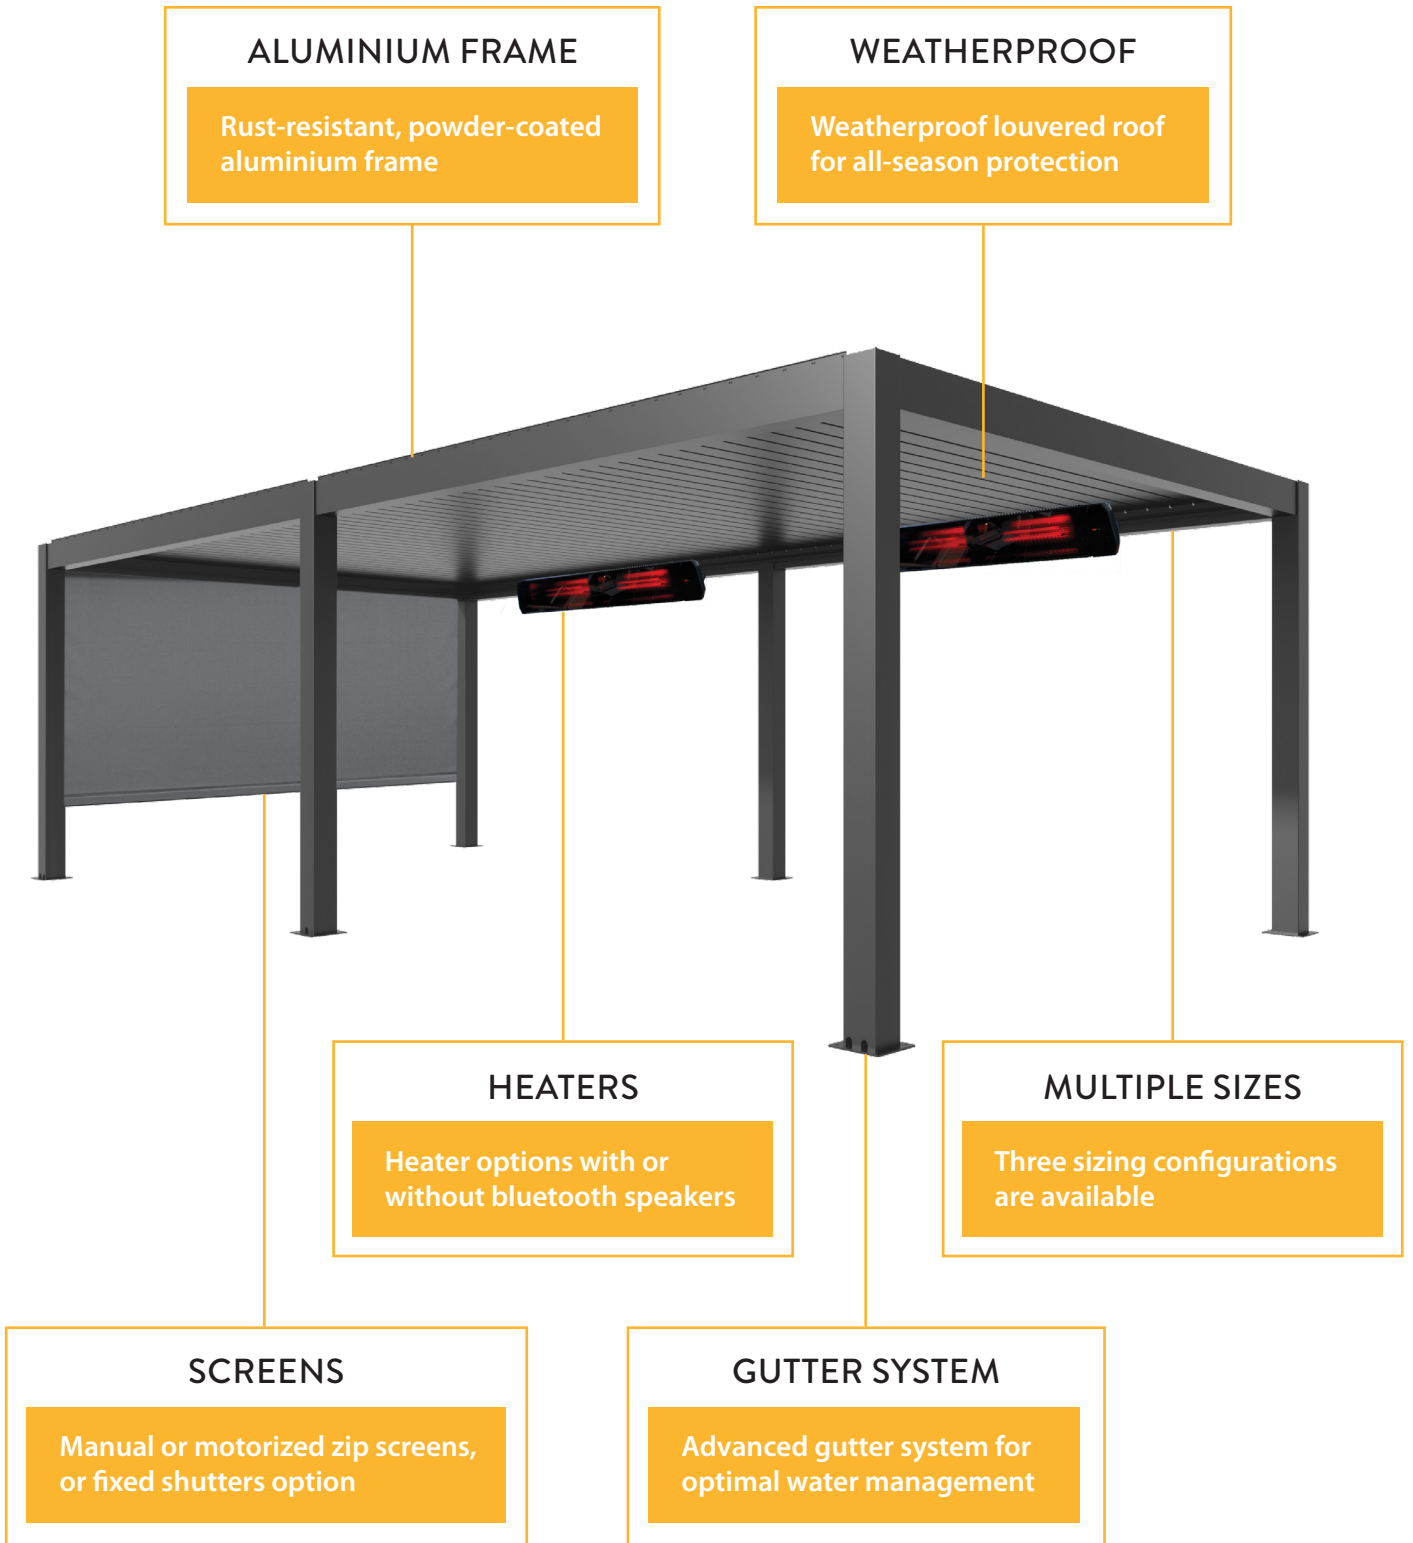 ALUMINIUM FRAME
Rust-resistant, powder-coated
aluminium frame
WEATHERPROOF
Weatherproof louvered roof
for all-season protection
HEATERS
Heater options with or
without bluetooth speakers
MULTIPLE SIZES
Three sizing configurations
are available
SCREENS
Manual or motorized zip screens,
or fixed shutters option
GUTTER SYSTEM
Advanced gutter system for
optimal water management